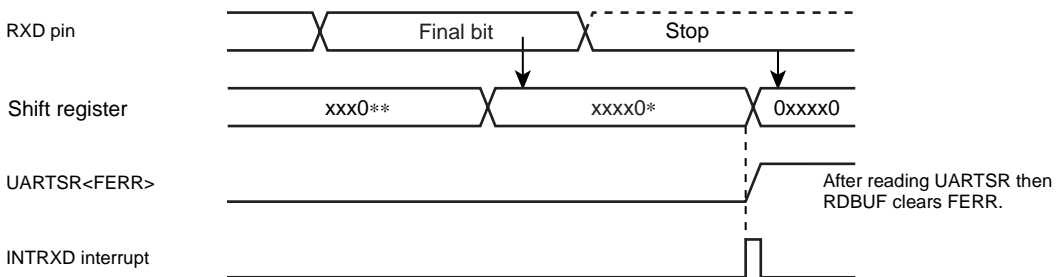 RXD pin
Final bit
Stop
Shift register
xxx0**
xxxx0*
0xxxx0
UARTSR<FERR>
After reading UARTSR then
RDBUF clears FERR.
INTRXD interrupt